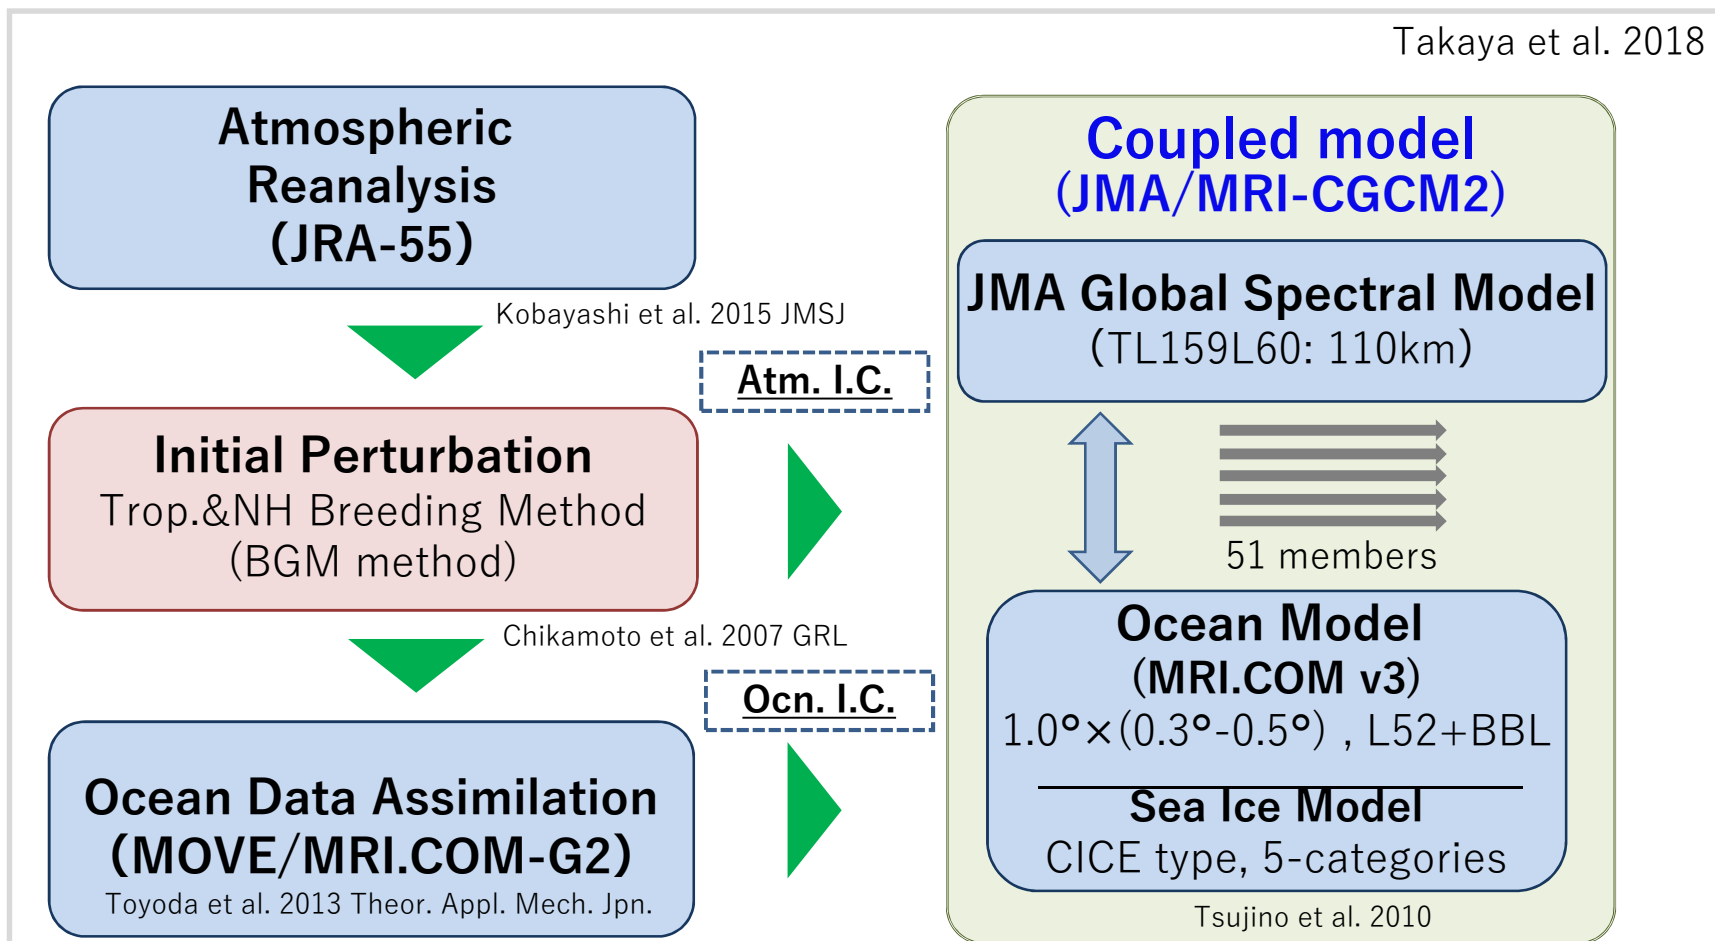 Takaya et al. 2018
Atmospheric
Reanalysis
(JRA-55)
Kobayashi et al. 2015 JMSJ
Atm. I.C.
Initial Perturbation
Trop.&NH Breeding Method
(BGM method)
Chikamoto et al. 2007 GRL
Ocn. I.C.
Ocean Data Assimilation
(MOVE/MRI.COM-G2)
Toyoda et al. 2013 Theor. Appl. Mech. Jpn.
Coupled model
(JMA/MRI-CGCM2)
JMA Global Spectral Model
(TL159L60: 110km)
51 members
Ocean Model
(MRI.COM v3)
1.0°×(0.3°-0.5°) , L52+BBL
Sea Ice Model
CICE type, 5-categories
Tsujino et al. 2010